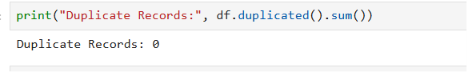 print("Duplicate Records:", df.duplicated().sum())
Duplicate Records: 0